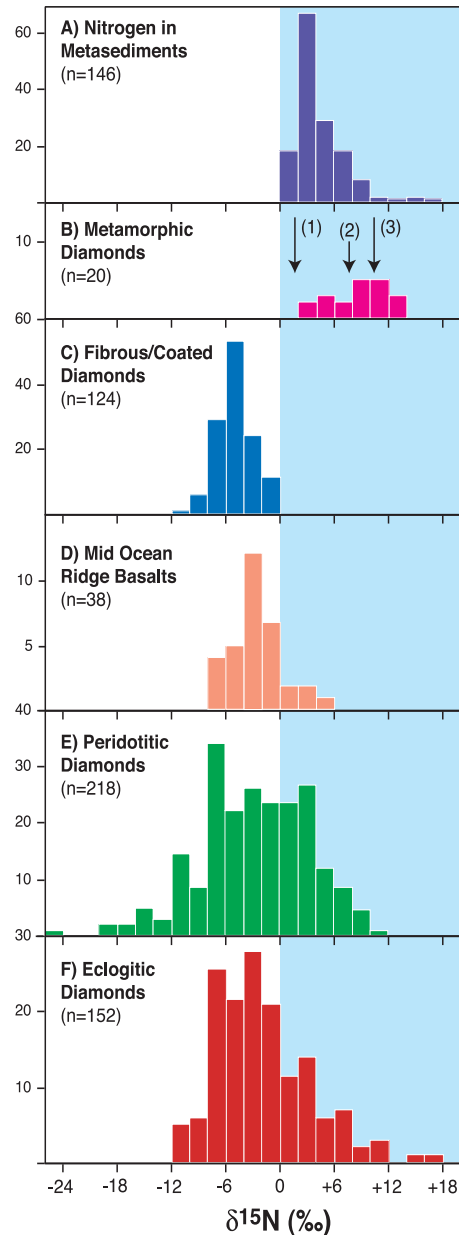 A) Nitrogen in
Metasediments
(n=146)
60
40
20
B) Metamorphic
Diamonds
(n=20)
(1)
(2)
(3)
10
60
C) Fibrous/Coated
Diamonds
(n=124)
40
20
D) Mid Ocean
Ridge Basalts
(n=38)
10
5
40
E) Peridotitic
Diamonds
(n=218)
30
20
10
30
F) Eclogitic
Diamonds
(n=152)
20
10
-24 -18 -12 -6 0 +6 +12 +18
δ15N (‰)